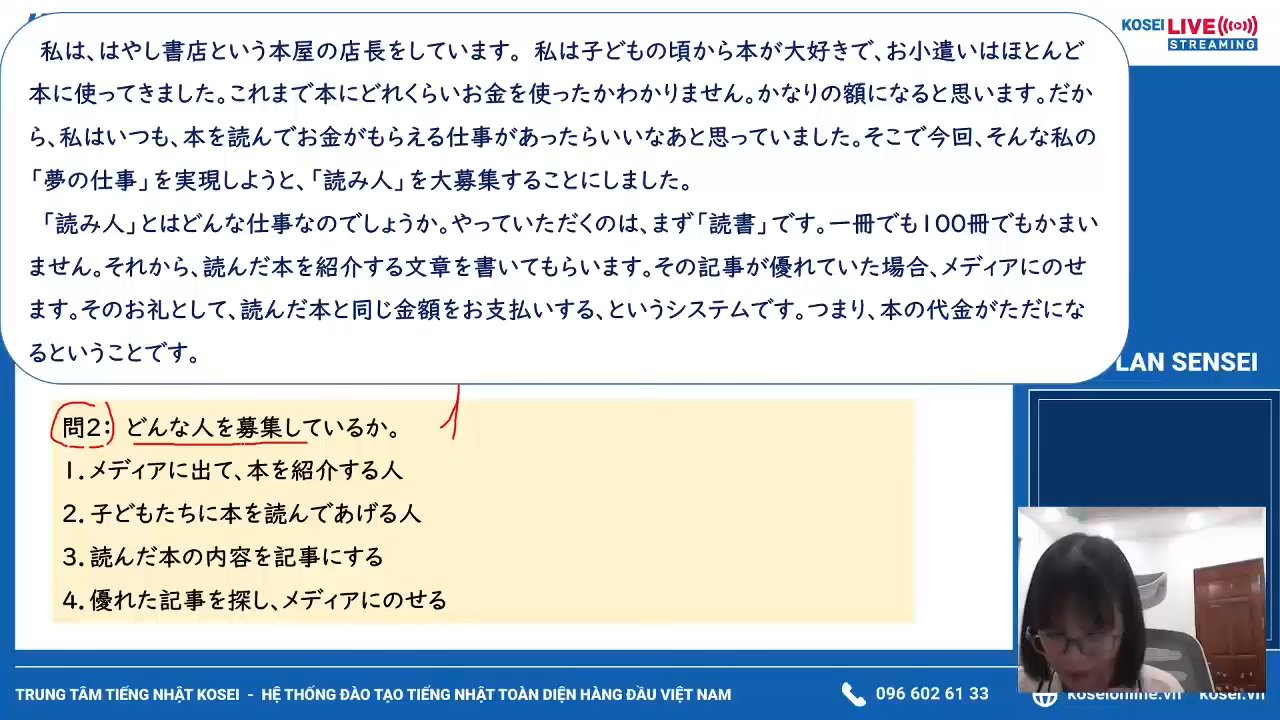 KOSEI LIVE
STREAMING
私は、はやし書店という本屋の店長をしています。 私は子どもの頃から本が大好きで、お小遣いはほとんど
本に使ってきました。これまで本にどれくらいお金を使ったかわかりません。かなりの額になると思います。だか
ら、私はいつも、本を読んでお金がもらえる仕事があったらいいなあと思っていました。そこで今回、そんな私の
「夢の仕事」を実現しようと、「読み人」を大募集することにしました。
「読み人」とはどんな仕事なのでしょうか。やっていただくのは、まず「読書」です。一冊でも100冊でもかまい
ません。それから、読んだ本を紹介する文章を書いてもらいます。その記事が優れていた場合、メディアにのせ
ます。そのお礼として、読んだ本と同じ金額をお支払いする、というシステムです。つまり、本の代金がただにな
るということです。
LAN SENSEI
問2: どんな人を募集しているか。
1. メディアに出て、本を紹介する人
2. 子どもたちに本を読んであげる人
3. 読んだ本の内容を記事にする
4. 優れた記事を探し、メディアにのせる
TRUNG TÂM TIẾNG NHẬT KOSEI - HỆ THỐNG ĐÀO TẠO TIẾNG NHẬT TOÀN DIỆN HÀNG ĐẦU VIỆT NAM
096 602 61 33
koseionline.vn kosei.vn